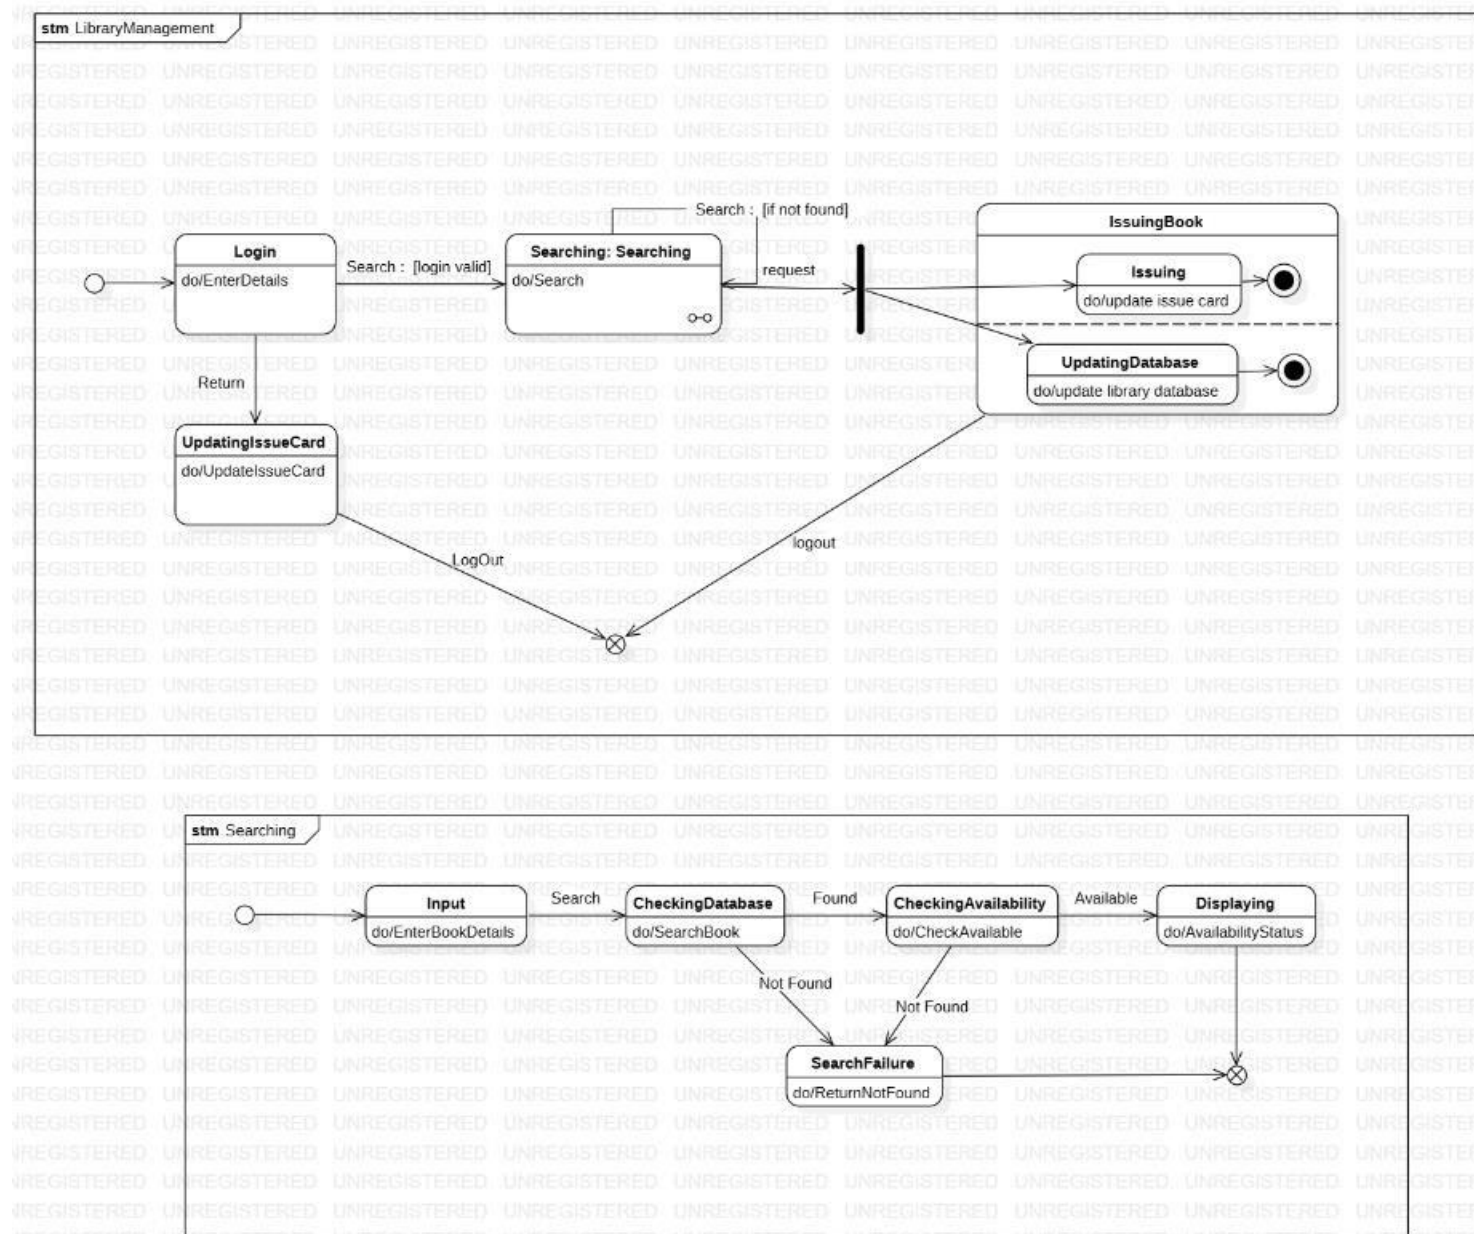 stm LibraryManagement
Search : [if not found]
IssuingBook
Login
do/EnterDetails
Search : [login valid]
Searching: Searching
do/Search
request
Issuing
do/update issue card
UpdatingDatabase
do/update library database
Return
UpdatingIssueCard
do/UpdateIssueCard
LogOut
logout
stm Searching
Input
do/EnterBookDetails
Search
CheckingDatabase
do/SearchBook
Found
CheckingAvailability
do/CheckAvailable
Available
Displaying
do/AvailabilityStatus
Not Found
Not Found
SearchFailure
do/ReturnNotFound
UNREGISTERED